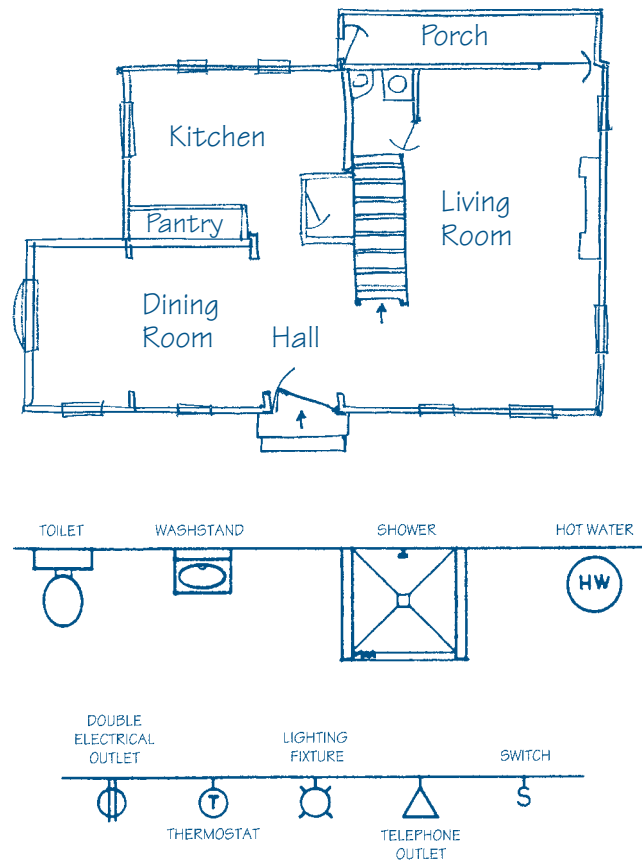 Porch
Kitchen
Living
Room
Pantry
Dining
Room
Hall
TOILET
WASHSTAND
SHOWER
HOT WATER
HW
DOUBLE
ELECTRICAL
OUTLET
LIGHTING
FIXTURE
SWITCH
T
S
THERMOSTAT
TELEPHONE
OUTLET